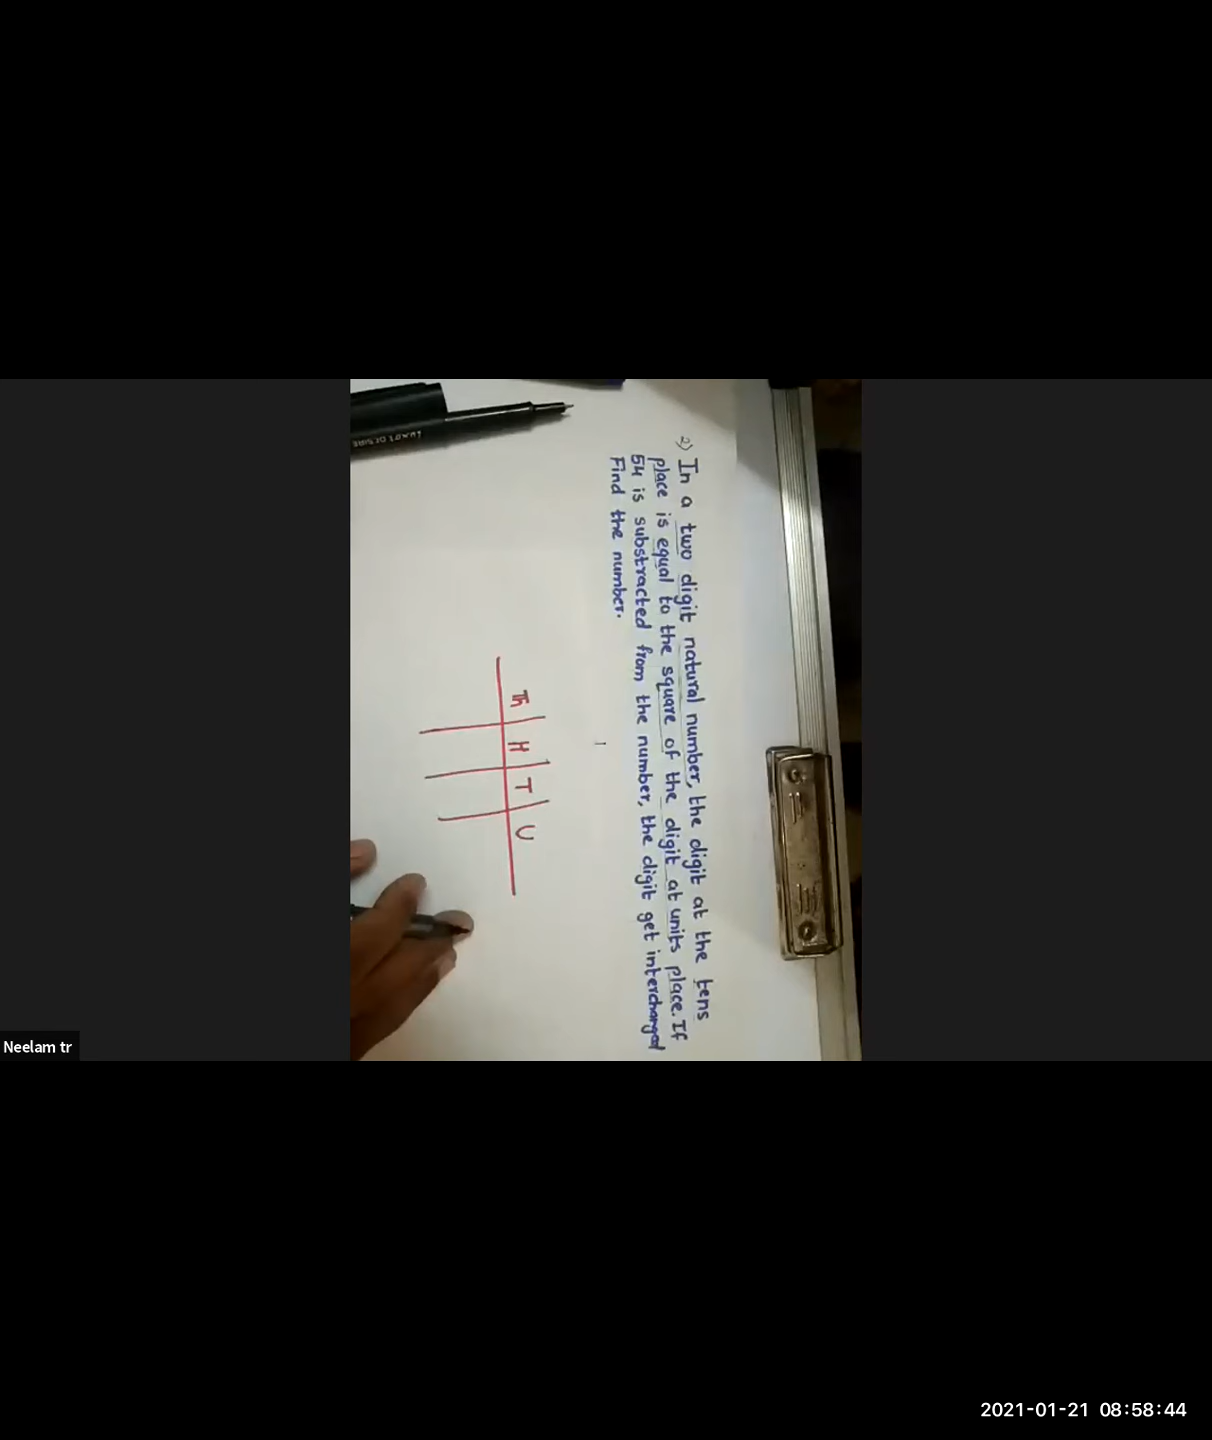 2) In a two digit natural number, the digit at the tens
place is equal to the square of the digit at units place. If
54 is substracted from the number, the digit get interchanged
Find the number.
Th H T U
LUXOR DESIRE
Neelam tr
2021-01-21 08:58:44